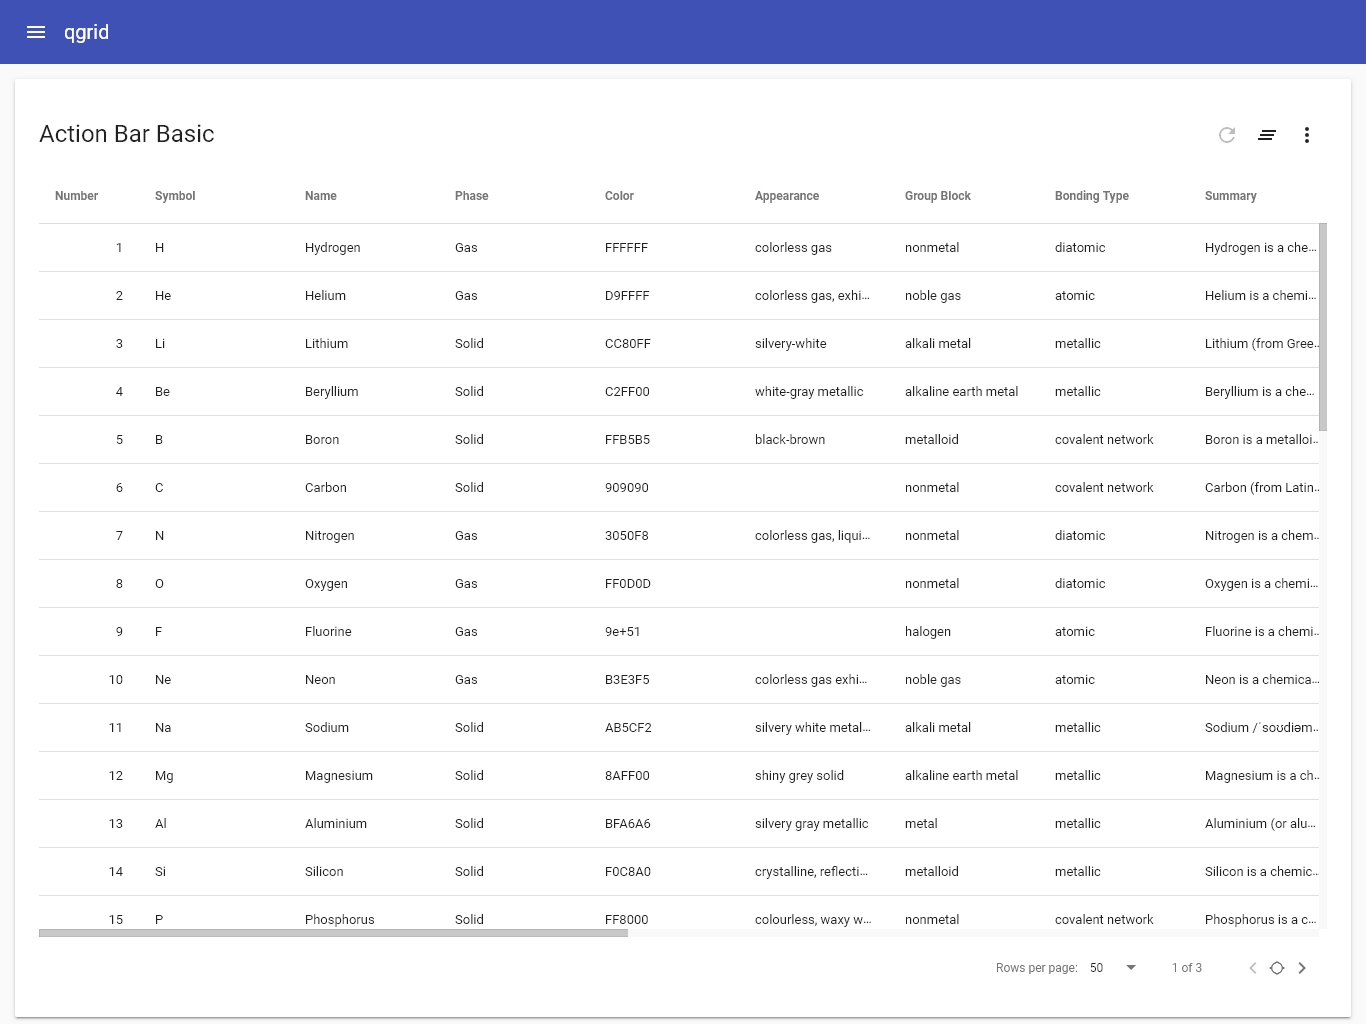 qgrid
Action Bar Basic
Number Symbol Name Phase Color Appearance Group Block Bonding Type Summary
1 H Hydrogen Gas FFFFFF colorless gas nonmetal diatomic Hydrogen is a che...
2 He Helium Gas D9FFFF colorless gas, exhi... noble gas atomic Helium is a chemi...
3 Li Lithium Solid CC80FF silvery-white alkali metal metallic Lithium (from Gree...
4 Be Beryllium Solid C2FF00 white-gray metallic alkaline earth metal metallic Beryllium is a che...
5 B Boron Solid FFB5B5 black-brown metalloid covalent network Boron is a metalloi...
6 C Carbon Solid 909090 nonmetal covalent network Carbon (from Latin...
7 N Nitrogen Gas 3050F8 colorless gas, liqui... nonmetal diatomic Nitrogen is a chem...
8 O Oxygen Gas FF0D0D nonmetal diatomic Oxygen is a chemi...
9 F Fluorine Gas 9e+51 halogen atomic Fluorine is a chemi...
10 Ne Neon Gas B3E3F5 colorless gas exhi... noble gas atomic Neon is a chemica...
11 Na Sodium Solid AB5CF2 silvery white metal... alkali metal metallic Sodium /ˈsoʊdiəm...
12 Mg Magnesium Solid 8AFF00 shiny grey solid alkaline earth metal metallic Magnesium is a ch...
13 Al Aluminium Solid BFA6A6 silvery gray metallic metal metallic Aluminium (or alu...
14 Si Silicon Solid F0C8A0 crystalline, reflecti... metalloid metallic Silicon is a chemic...
15 P Phosphorus Solid FF8000 colourless, waxy w... nonmetal covalent network Phosphorus is a c...
Rows per page: 50 1 of 3